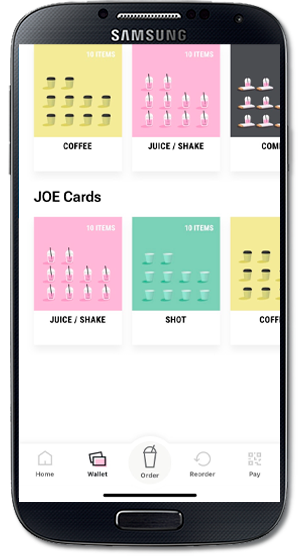 SAMSUNG
10 ITEMS 10 ITEMS
COFFEE JUICE / SHAKE COM
JOE Cards
10 ITEMS 10 ITEMS
JUICE / SHAKE SHOT COFF
Home Wallet Order Reorder Pay